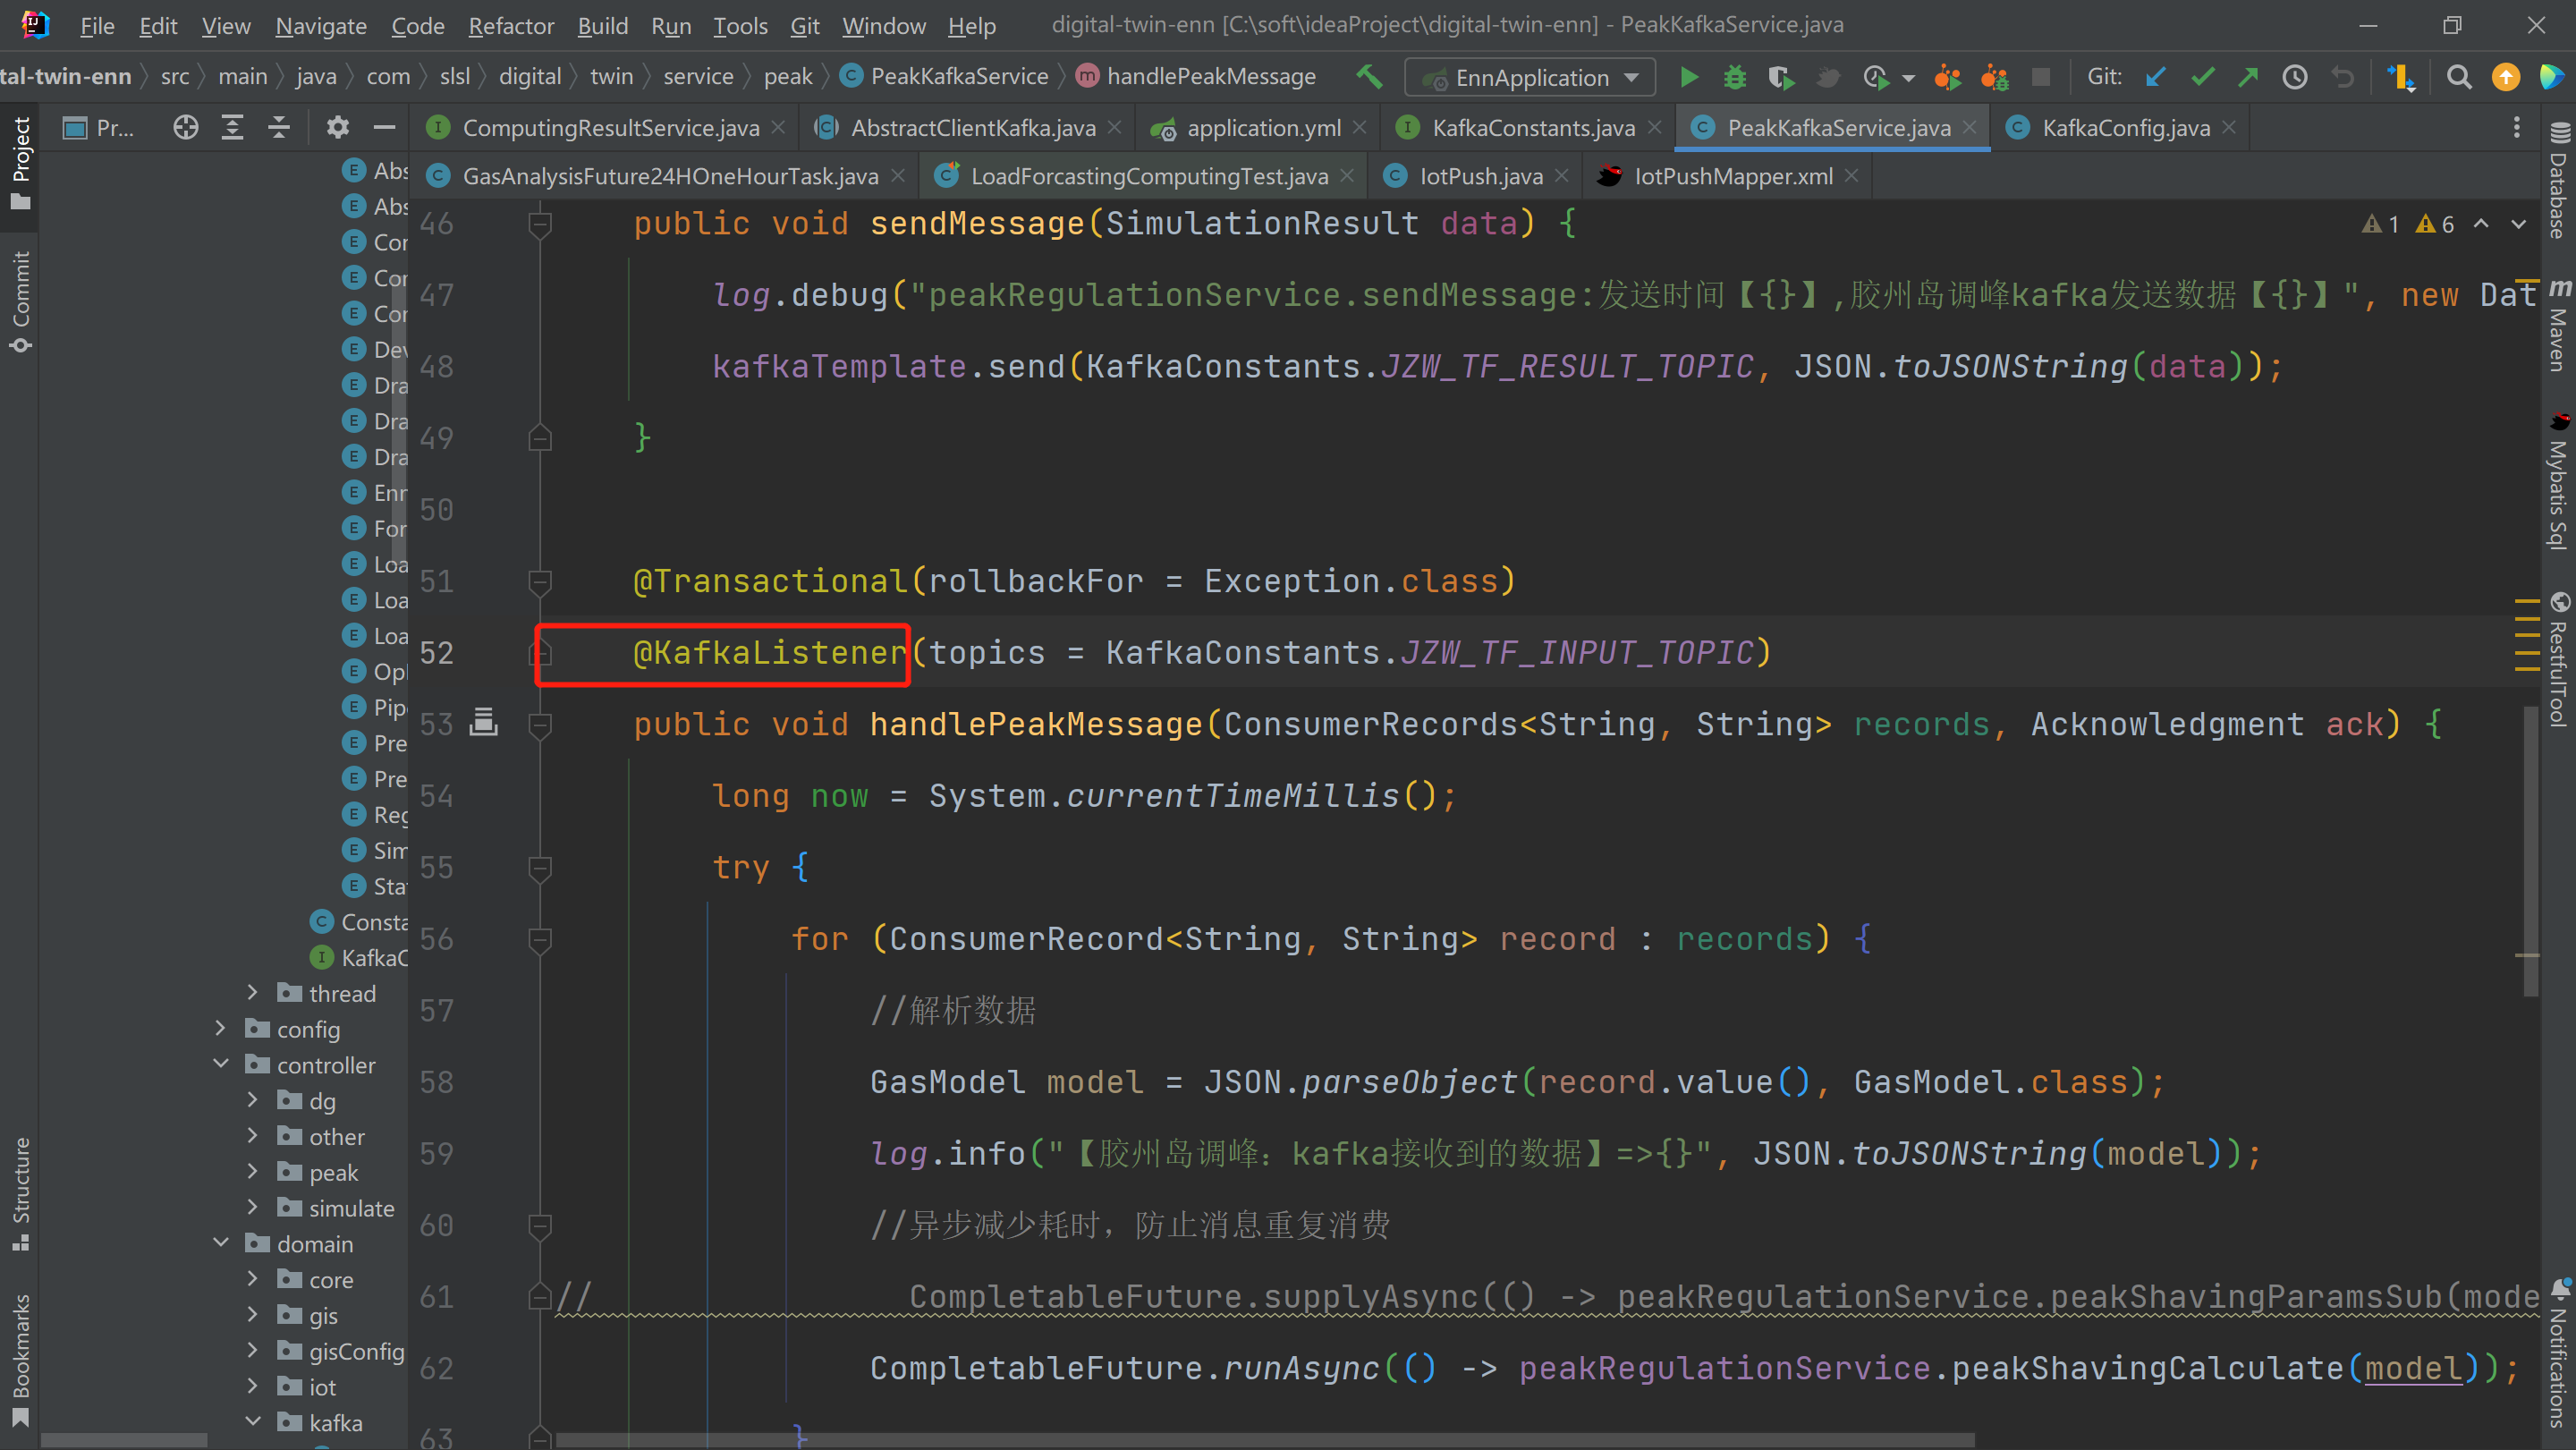 File Edit View Navigate Code Refactor Build Run Tools Git Window Help digital-twin-enn [C:\soft\ideaProject\digital-twin-enn] - PeakKafkaService.java
tal-twin-enn src main java com slsl digital twin service peak PeakKafkaService handlePeakMessage EnnApplication Git:
Pr... ComputingResultService.java AbstractClientKafka.java application.yml KafkaConstants.java PeakKafkaService.java KafkaConfig.java
GasAnalysisFuture24HOneHourTask.java LoadForcastingComputingTest.java IotPush.java IotPushMapper.xml
Project
Commit
Structure
Bookmarks
Abs
Abs
Cor
Con
Con
Dev
Dra
Dra
Dra
Enr
For
Loa
Loa
Loa
Opl
Pip
Pre
Pre
Reg
Sim
Sta
Consta
KafkaC
thread
config
controller
dg
other
peak
simulate
domain
core
gis
gisConfig
iot
kafka
1 6
46 public void sendMessage(SimulationResult data) {
47 log.debug("peakRegulationService.sendMessage:发送时间【{}】,胶州岛调峰kafka发送数据【{}】", new Dat
48 kafkaTemplate.send(KafkaConstants.JZW_TF_RESULT_TOPIC, JSON.toJSONString(data));
49 }
50
51 @Transactional(rollbackFor = Exception.class)
52 @KafkaListener(topics = KafkaConstants.JZW_TF_INPUT_TOPIC)
53 public void handlePeakMessage(ConsumerRecords<String, String> records, Acknowledgment ack) {
54 long now = System.currentTimeMillis();
55 try {
56 for (ConsumerRecord<String, String> record : records) {
57 //解析数据
58 GasModel model = JSON.parseObject(record.value(), GasModel.class);
59 log.info("【胶州岛调峰：kafka接收到的数据】=>{}", JSON.toJSONString(model));
60 //异步减少耗时，防止消息重复消费
61 // CompletableFuture.supplyAsync(() -> peakRegulationService.peakShavingParamsSub(mode
62 CompletableFuture.runAsync(() -> peakRegulationService.peakShavingCalculate(model));
63 }
Database
Maven
Mybatis Sql
RestfulTool
Notifications